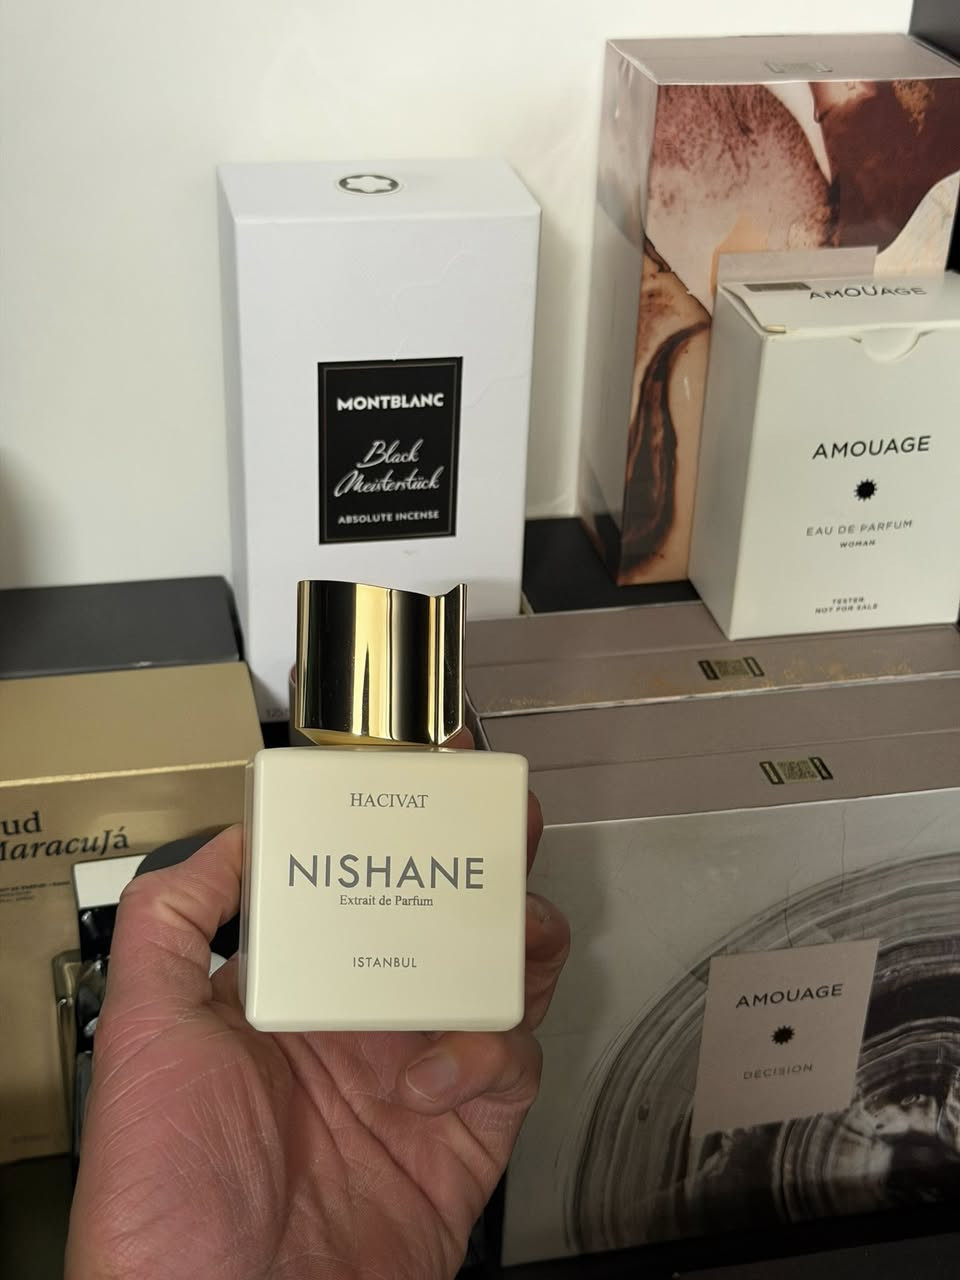 MONTBLANC
Black
Meisterstück
ABSOLUTE INCENSE
AMOUAGE
AMOUAGE
EAU DE PARFUM
WOMAN
TESTER
NOT FOR SALE
ud
Maracujá
HACIVAT
NISHANE
Extrait de Parfum
ISTANBUL
AMOUAGE
DECISION